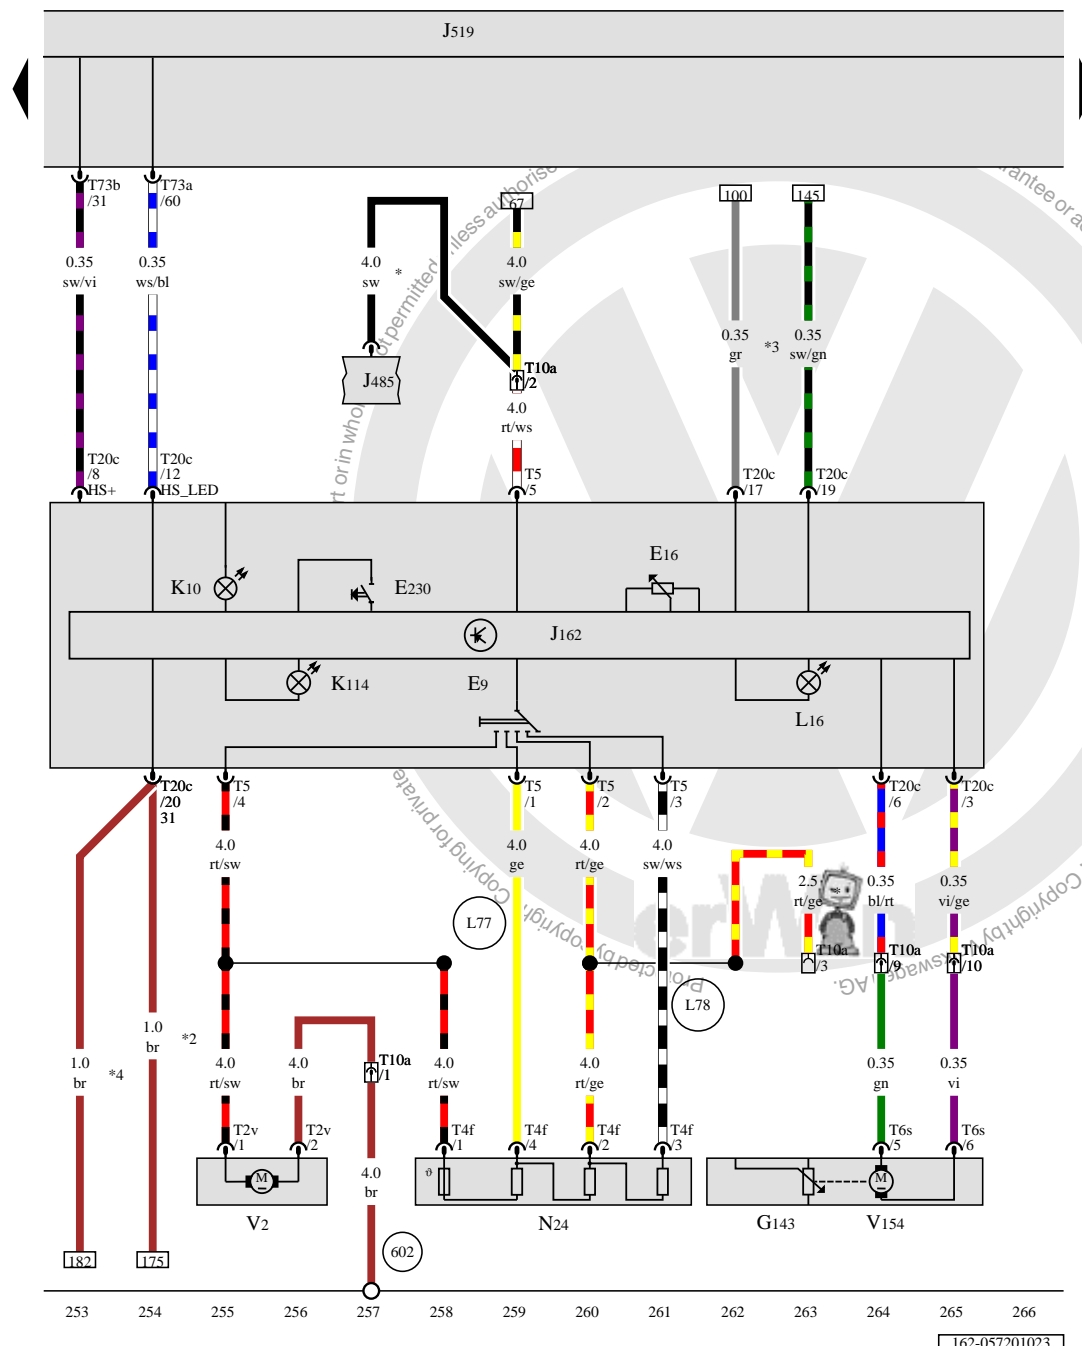 J519
T73b
/31
T73a
/60
67
100
145
0.35
sw/vi
0.35
ws/bl
4.0
sw
*
4.0
sw/ge
0.35
gr
*3
0.35
sw/gn
J485
T10a
/2
4.0
rt/ws
T20c
/8
HS+
T20c
/12
HS_LED
T5
/5
T20c
/17
T20c
/19
K10
E230
E16
J162
K114
E9
L16
T20c
/20
31
T5
/4
T5
/1
T5
/2
T5
/3
T20c
/6
T20c
/3
4.0
rt/sw
4.0
ge
4.0
rt/ge
4.0
sw/ws
2.5
rt/ge
*
0.35
bl/rt
0.35
vi/ge
L77
T10a
/3
T10a
/9
T10a
/10
L78
1.0
br
*2
1.0
br
*4
4.0
rt/sw
4.0
br
T10a
/1
4.0
rt/sw
4.0
rt/ge
0.35
gn
0.35
vi
T2v
/1
T2v
/2
T4f
/1
T4f
/4
T4f
/2
T4f
/3
T6s
/5
T6s
/6
M
4.0
br
ϑ
M
V2
N24
G143
V154
182
175
602
253 254 255 256 257 258 259 260 261 262 263 264 265 266
162-057201023